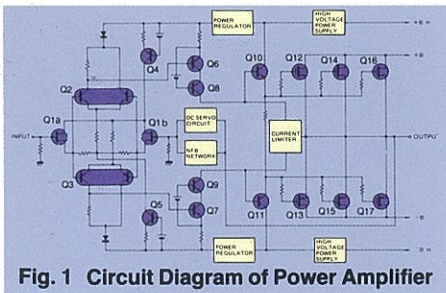 POWER REGULATOR
HIGH VOLTAGE POWER SUPPLY
+B H
Q4
Q6
Q10
Q12
Q14
Q16
+B
Q2
Q8
Q1a
Q1b
DC SERVO CIRCUIT
CURRENT LIMITER
INPUT
OUTPUT
NFB NETWORK
Q3
Q9
Q5
Q7
Q11
Q13
Q15
Q17
-B
POWER REGULATOR
HIGH-VOLTAGE POWER SUPPLY
-B H
Fig. 1 Circuit Diagram of Power Amplifier